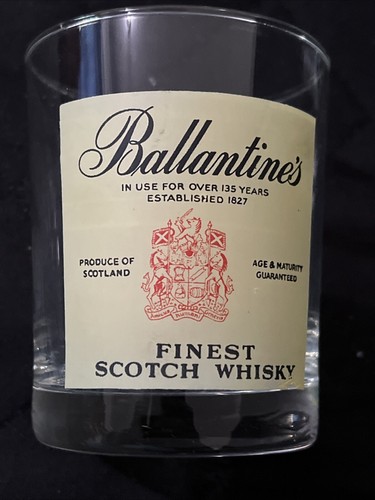 Ballantine's
IN USE FOR OVER 135 YEARS
ESTABLISHED 1827
PRODUCE OF
SCOTLAND
AGE & MATURITY
GUARANTEED
FINEST
SCOTCH WHISKY